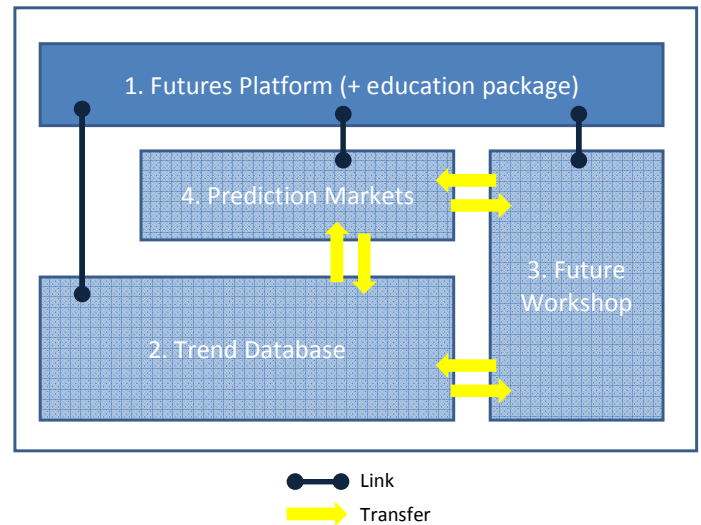 1. Futures Platform (+ education package)
4. Prediction Markets
3. Future
Workshop
2. Trend Database
Link
Transfer